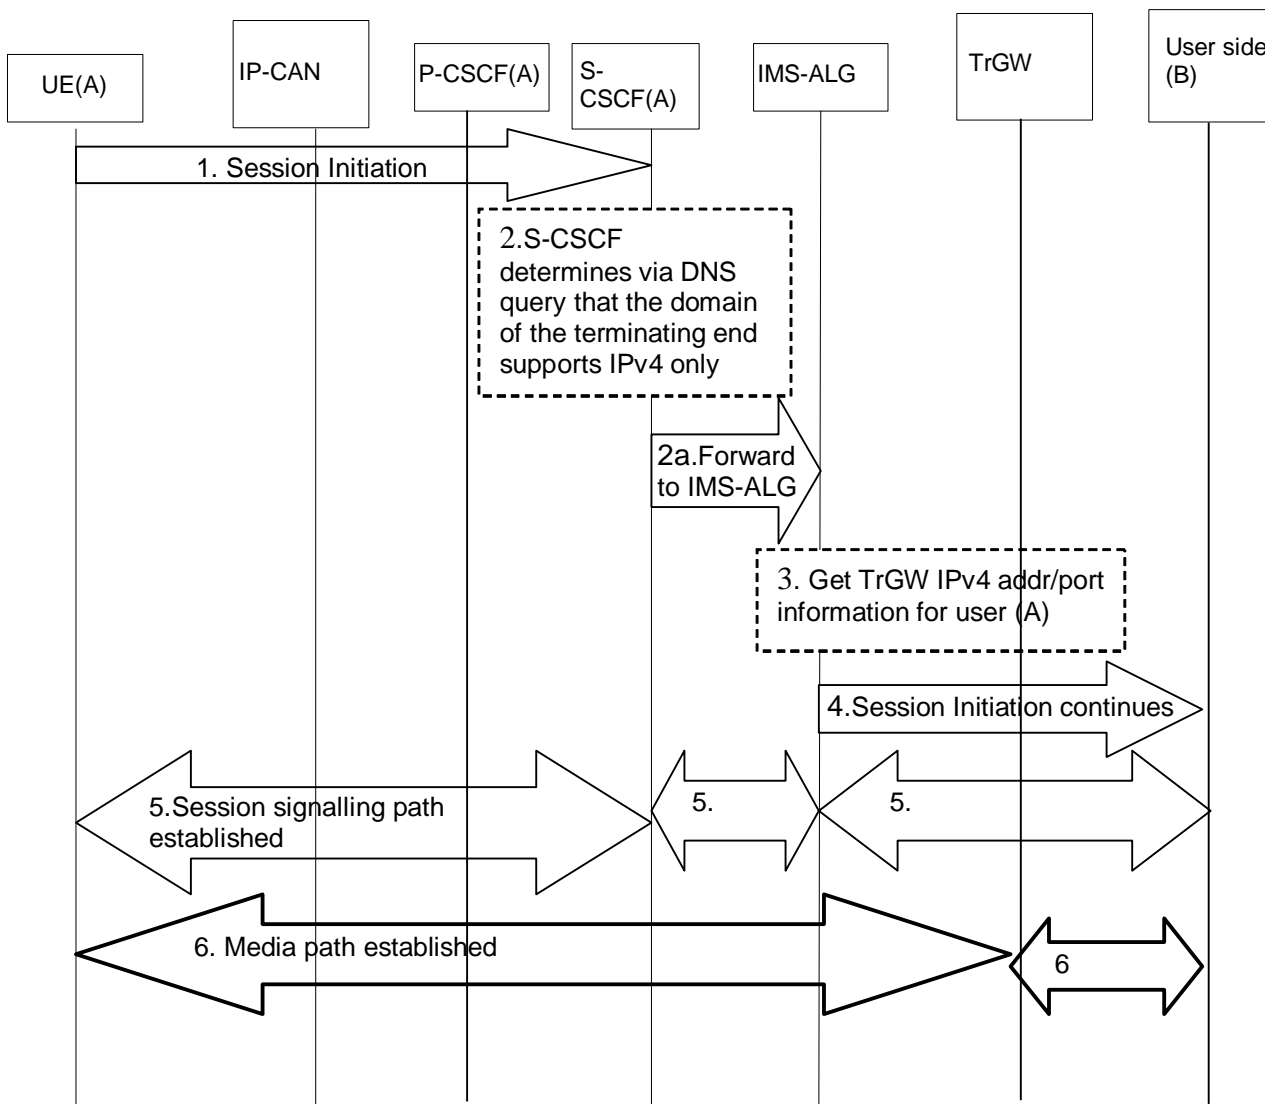 UE(A)
IP-CAN
P-CSCF(A)
S-
CSCF(A)
IMS-ALG
TrGW
User side
(B)
1. Session Initiation
2.S-CSCF
determines via DNS
query that the domain
of the terminating end
supports IPv4 only
2a.Forward
to IMS-ALG
3. Get TrGW IPv4 addr/port
information for user (A)
4.Session Initiation continues
5.Session signalling path
established
5.
5.
6. Media path established
6